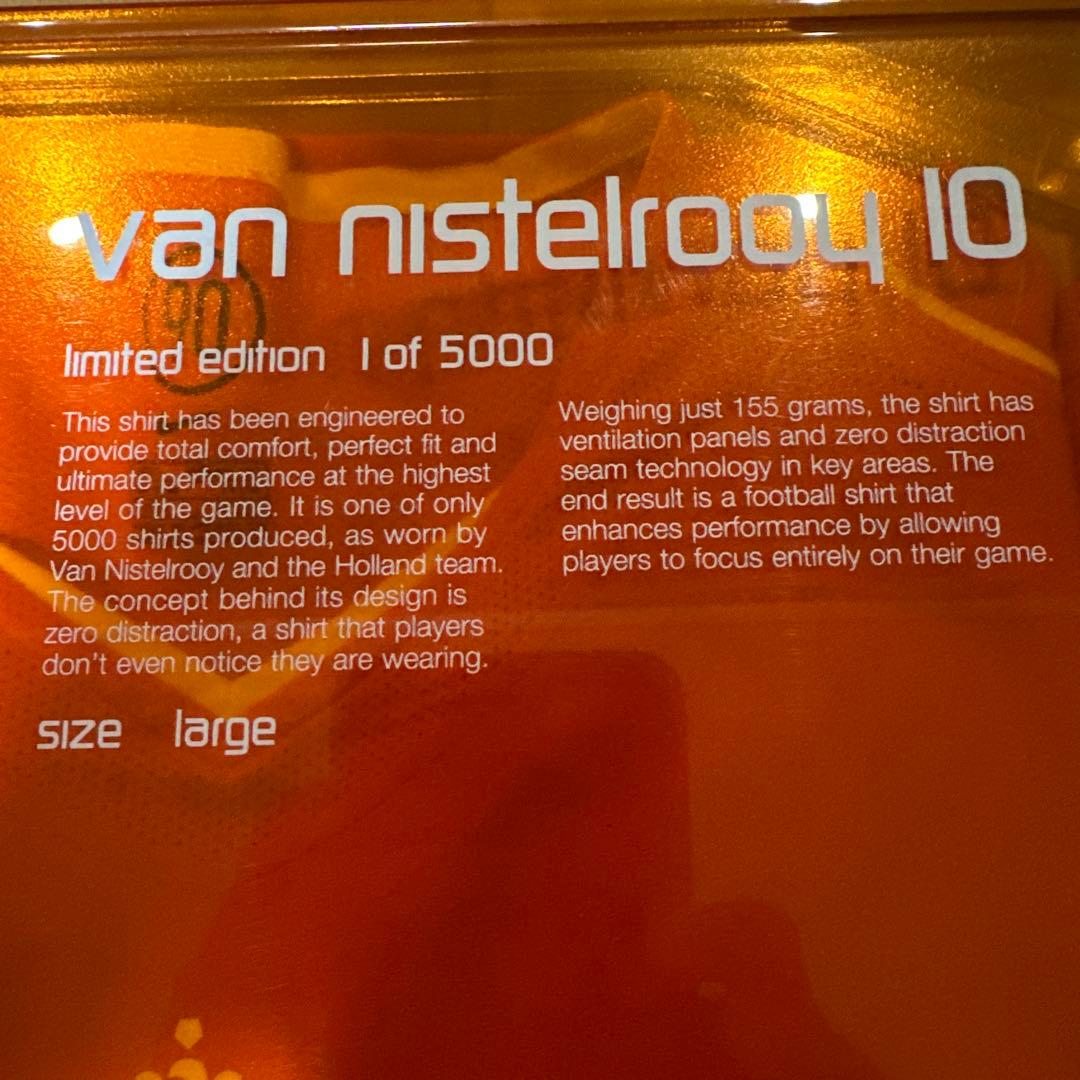 van nistelrooy 10
limited edition 1 of 5000
This shirt has been engineered to
provide total comfort, perfect fit and
ultimate performance at the highest
level of the game. It is one of only
5000 shirts produced, as worn by
Van Nistelrooy and the Holland team.
The concept behind its design is
zero distraction, a shirt that players
don't even notice they are wearing.
Weighing just 155 grams, the shirt has
ventilation panels and zero distraction
seam technology in key areas. The
end result is a football shirt that
enhances performance by allowing
players to focus entirely on their game.
size large
90